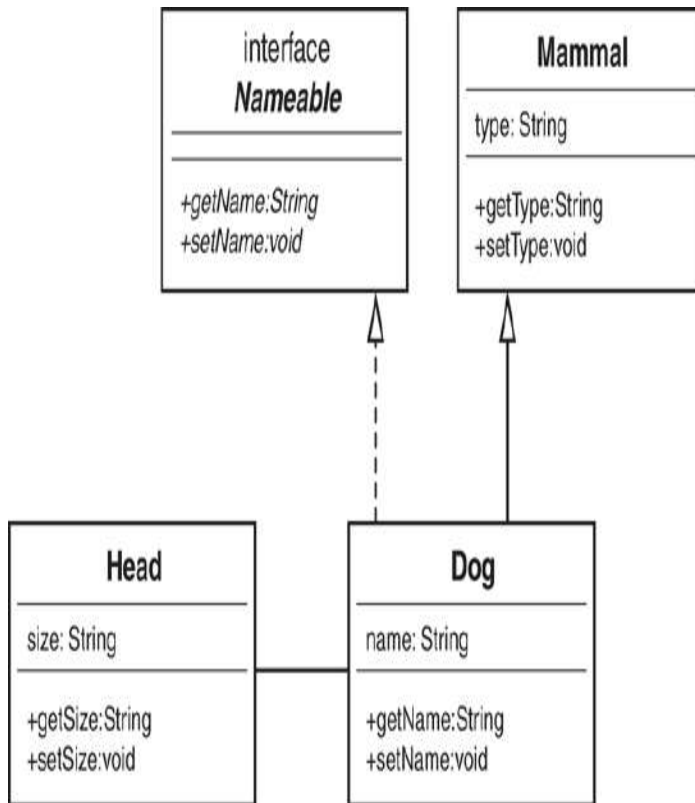 interface
Nameable
+getName:String
+setName:void
Mammal
type: String
+getType:String
+setType:void
Head
size: String
+getSize:String
+setSize:void
Dog
name: String
+getName:String
+setName:void